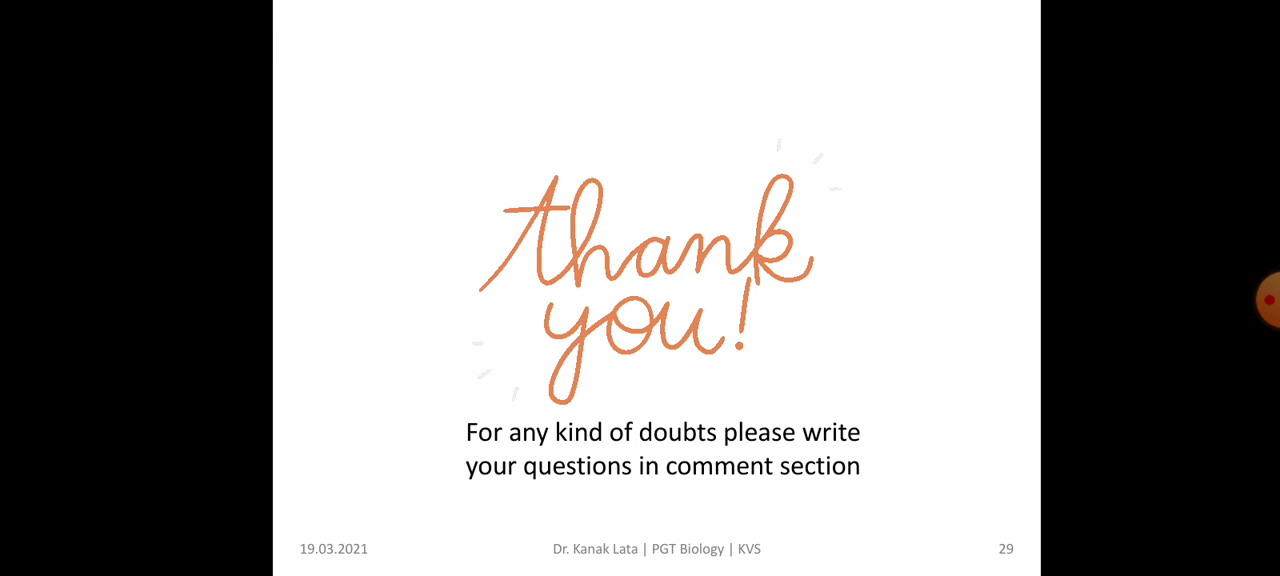 thank
you!
For any kind of doubts please write
your questions in comment section
19.03.2021
Dr. Kanak Lata | PGT Biology | KVS
29